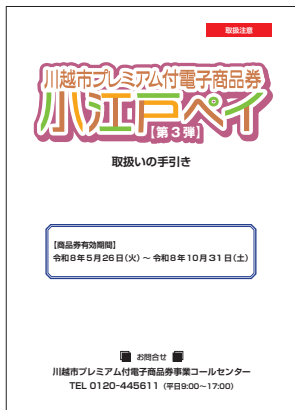 取扱注意
川越市プレミアム付電子商品券
小江戸ペイ
【第3弾】
取扱いの手引き
【商品券有効期間】
令和8年5月26日(火)～令和8年10月31日(土)
お問合せ
川越市プレミアム付電子商品券事業コールセンター
TEL 0120-445611(平日9:00～17:00)